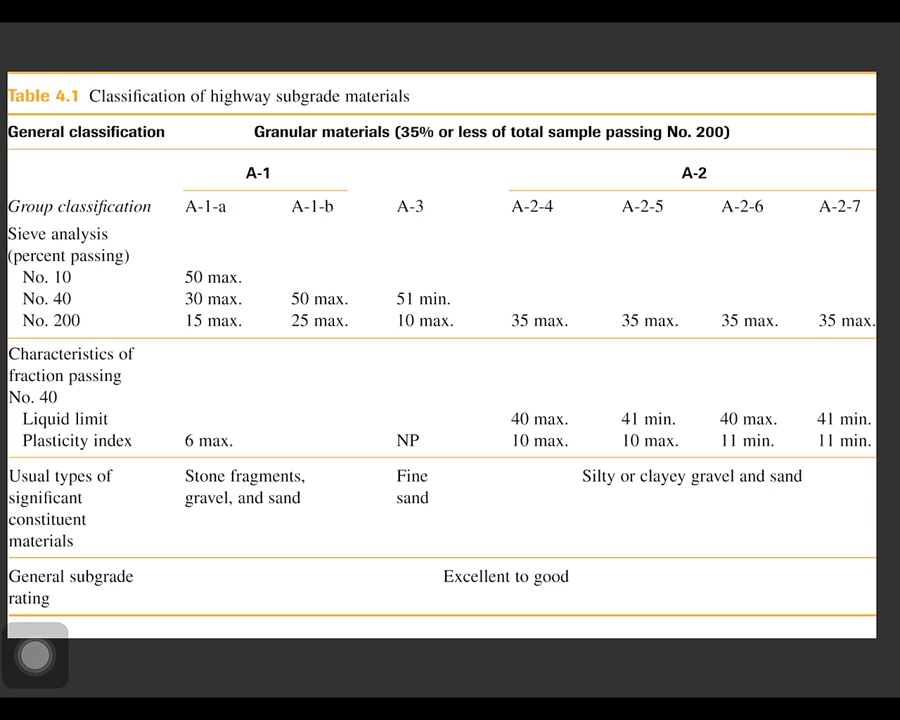 Table 4.1 Classification of highway subgrade materials
General classification Granular materials (35% or less of total sample passing No. 200)
A-1 A-2
Group classification A-1-a A-1-b A-3 A-2-4 A-2-5 A-2-6 A-2-7
Sieve analysis
(percent passing)
No. 10 50 max.
No. 40 30 max. 50 max. 51 min.
No. 200 15 max. 25 max. 10 max. 35 max. 35 max. 35 max. 35 max.
Characteristics of
fraction passing
No. 40
Liquid limit 40 max. 41 min. 40 max. 41 min.
Plasticity index 6 max. NP 10 max. 10 max. 11 min. 11 min.
Usual types of Stone fragments, Fine Silty or clayey gravel and sand
significant gravel, and sand sand
constituent
materials
General subgrade Excellent to good
rating